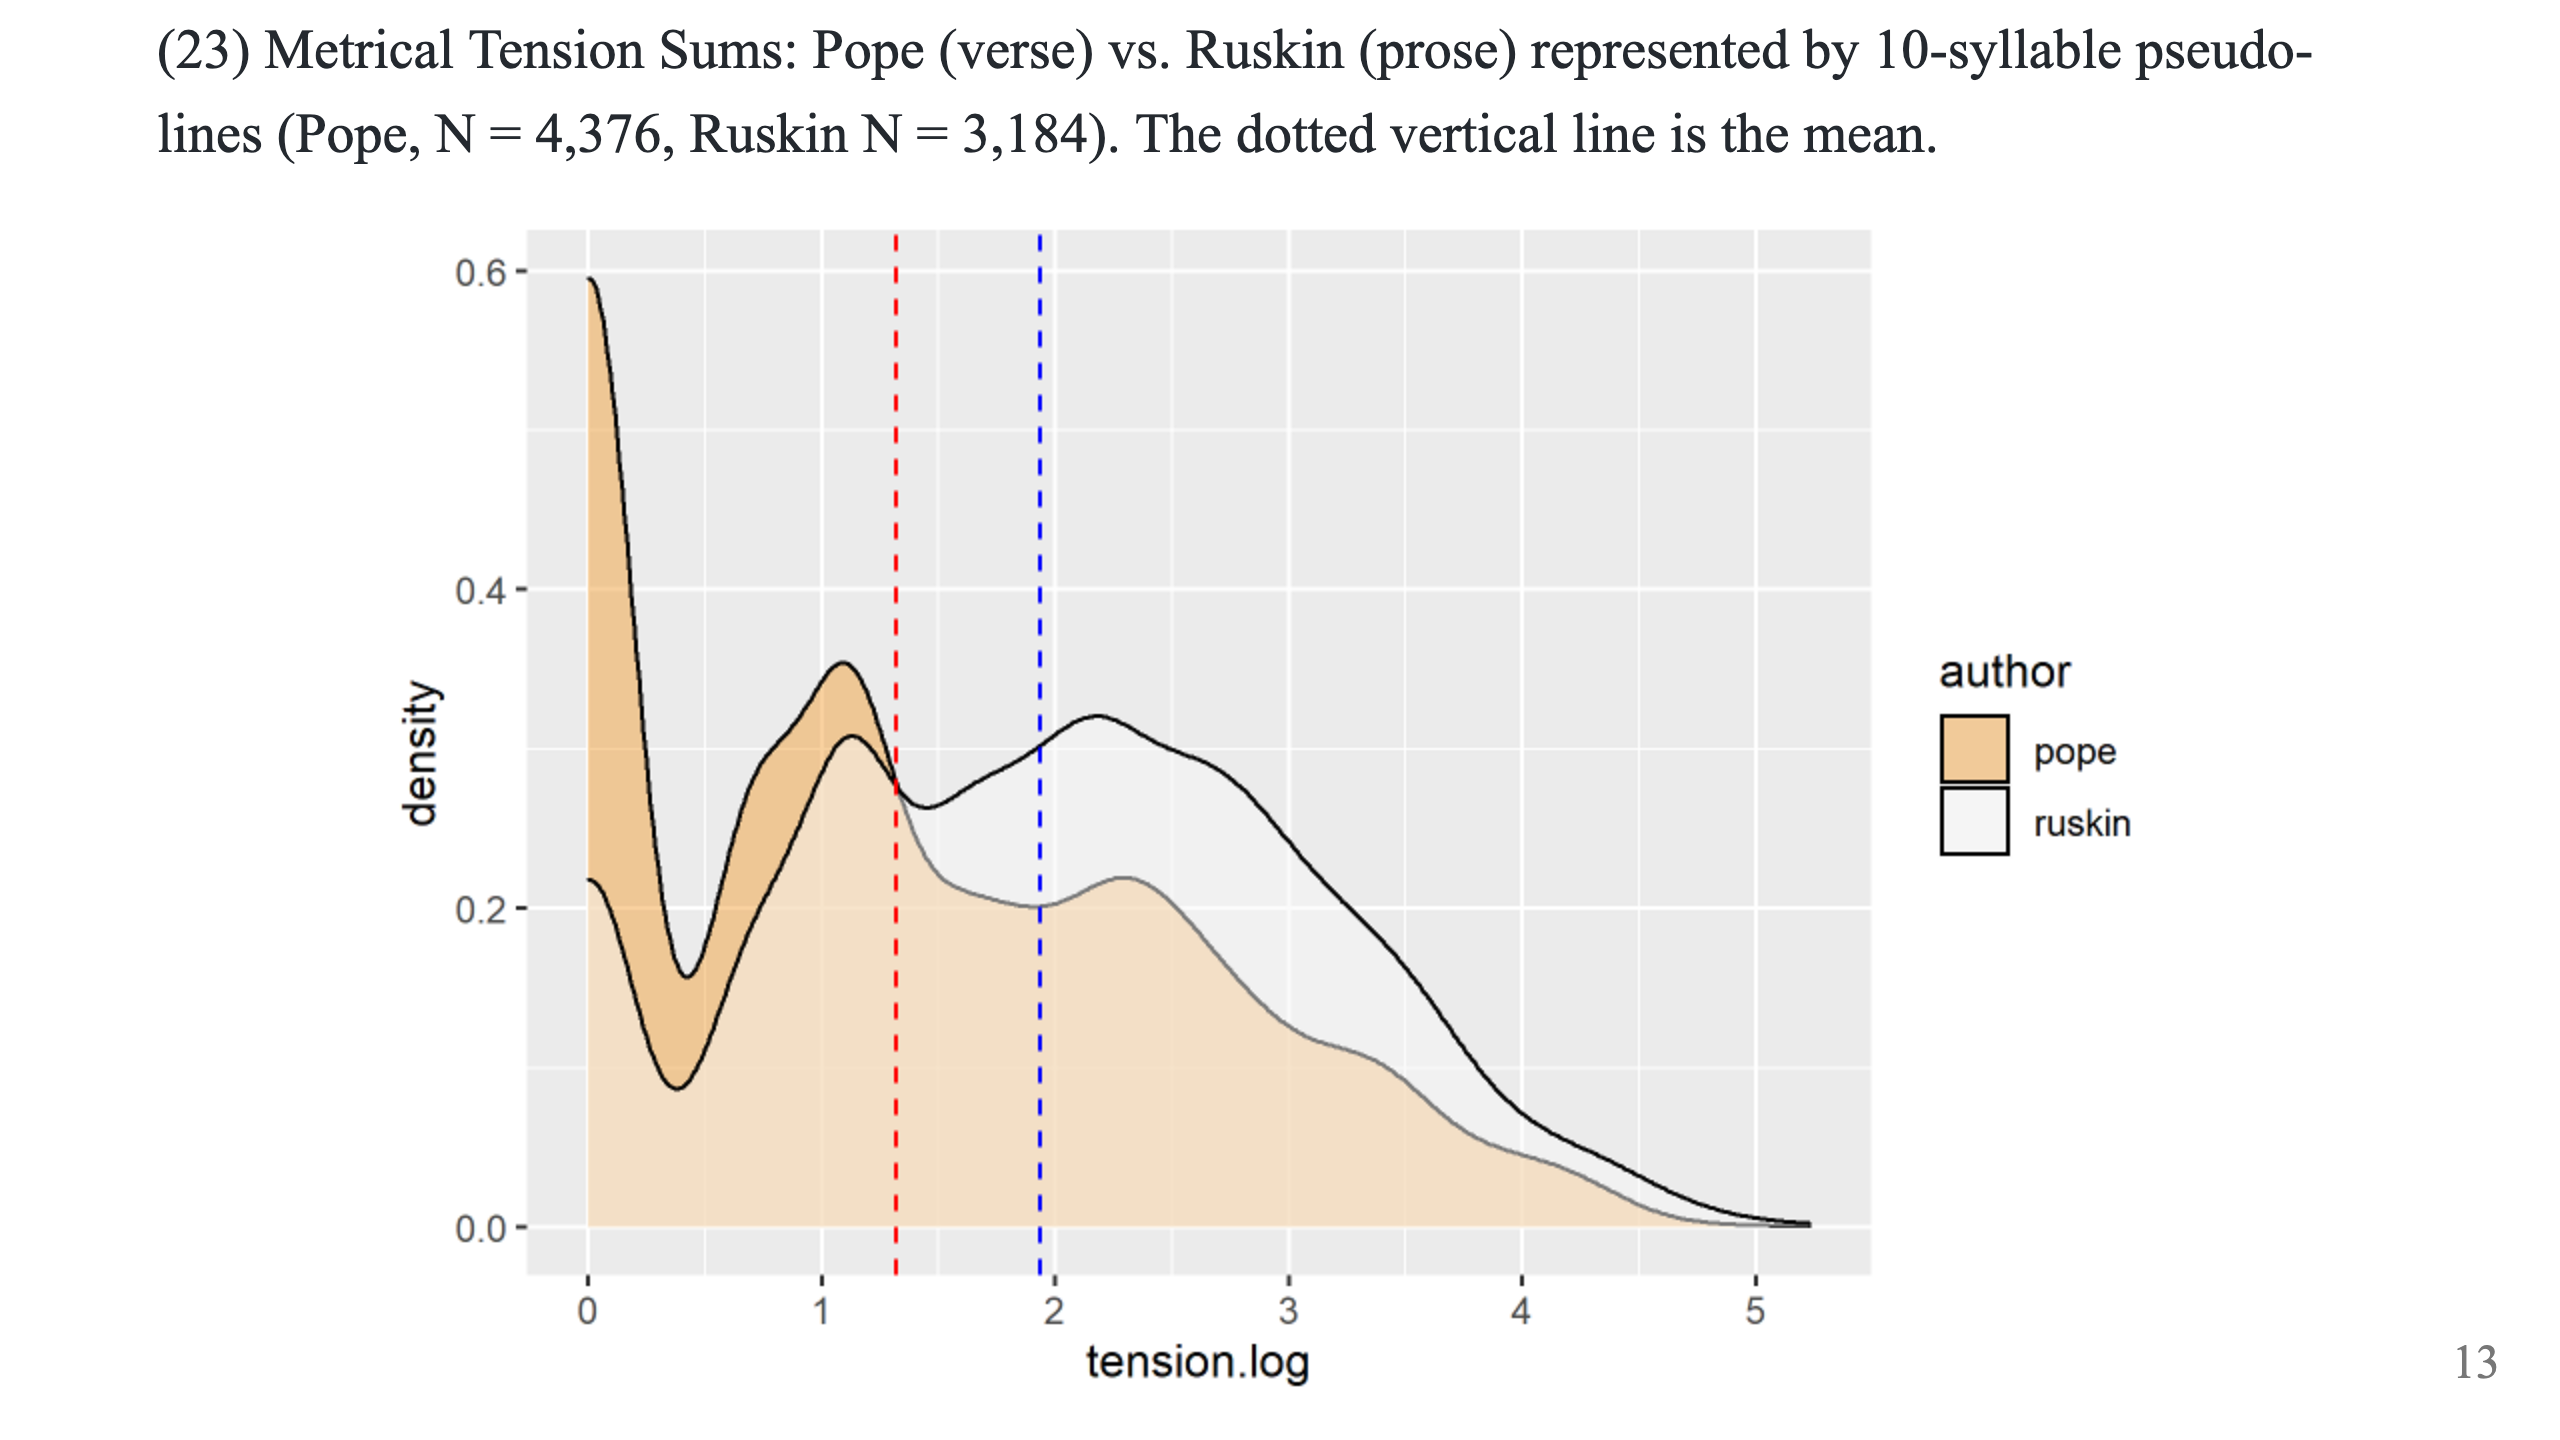 (23) Metrical Tension Sums: Pope (verse) vs. Ruskin (prose) represented by 10-syllable pseudo-
lines (Pope, N = 4,376, Ruskin N = 3,184). The dotted vertical line is the mean.
0.6
0.4
0.2
0.0
density
0 1 2 3 4 5
tension.log
author
pope
ruskin
13